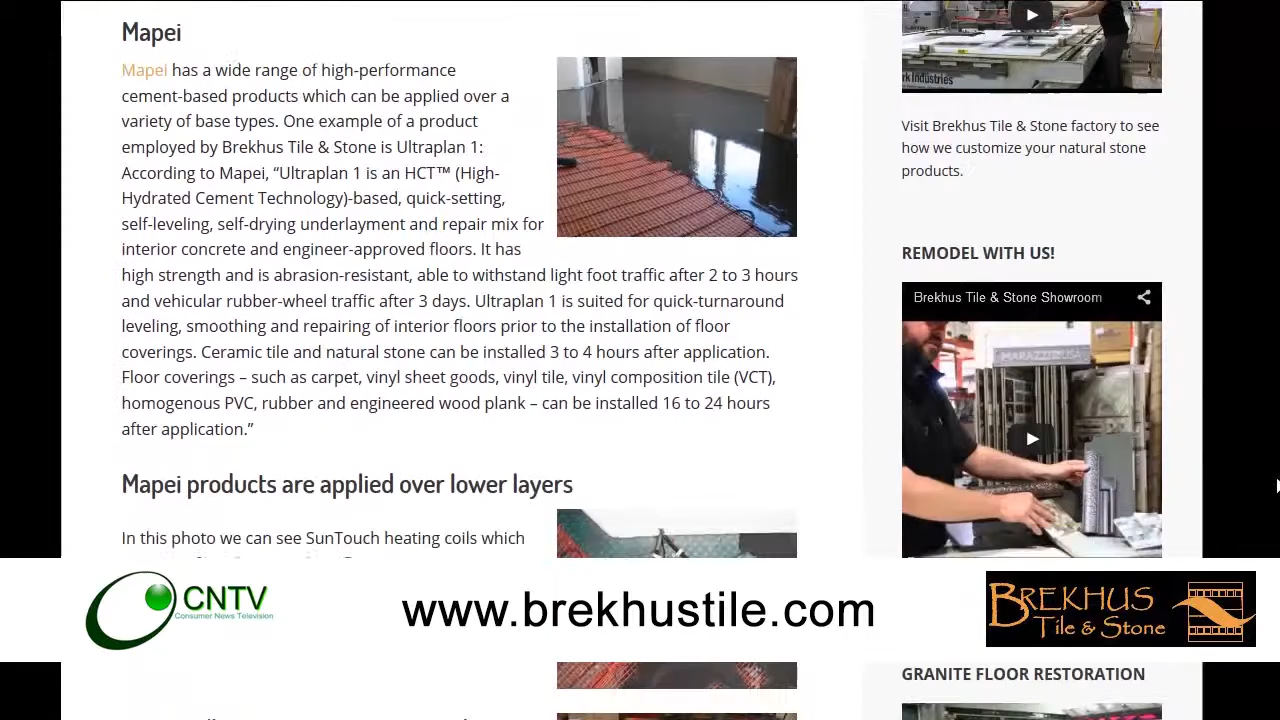 Mapei
Mapei has a wide range of high-performance
cement-based products which can be applied over a
variety of base types. One example of a product
employed by Brekhus Tile & Stone is Ultraplan 1:
According to Mapei, “Ultraplan 1 is an HCT™ (High-
Hydrated Cement Technology)-based, quick-setting,
self-leveling, self-drying underlayment and repair mix for
interior concrete and engineer-approved floors. It has
high strength and is abrasion-resistant, able to withstand light foot traffic after 2 to 3 hours
and vehicular rubber-wheel traffic after 3 days. Ultraplan 1 is suited for quick-turnaround
leveling, smoothing and repairing of interior floors prior to the installation of floor
coverings. Ceramic tile and natural stone can be installed 3 to 4 hours after application.
Floor coverings – such as carpet, vinyl sheet goods, vinyl tile, vinyl composition tile (VCT),
homogenous PVC, rubber and engineered wood plank – can be installed 16 to 24 hours
after application.”
Mapei products are applied over lower layers
In this photo we can see SunTouch heating coils which
Industries
Visit Brekhus Tile & Stone factory to see
how we customize your natural stone
products.
REMODEL WITH US!
Brekhus Tile & Stone Showroom
MARAZZI USA
CNTV
Consumer News Television
www.brekhustile.com
BREKHUS
Tile & Stone
GRANITE FLOOR RESTORATION